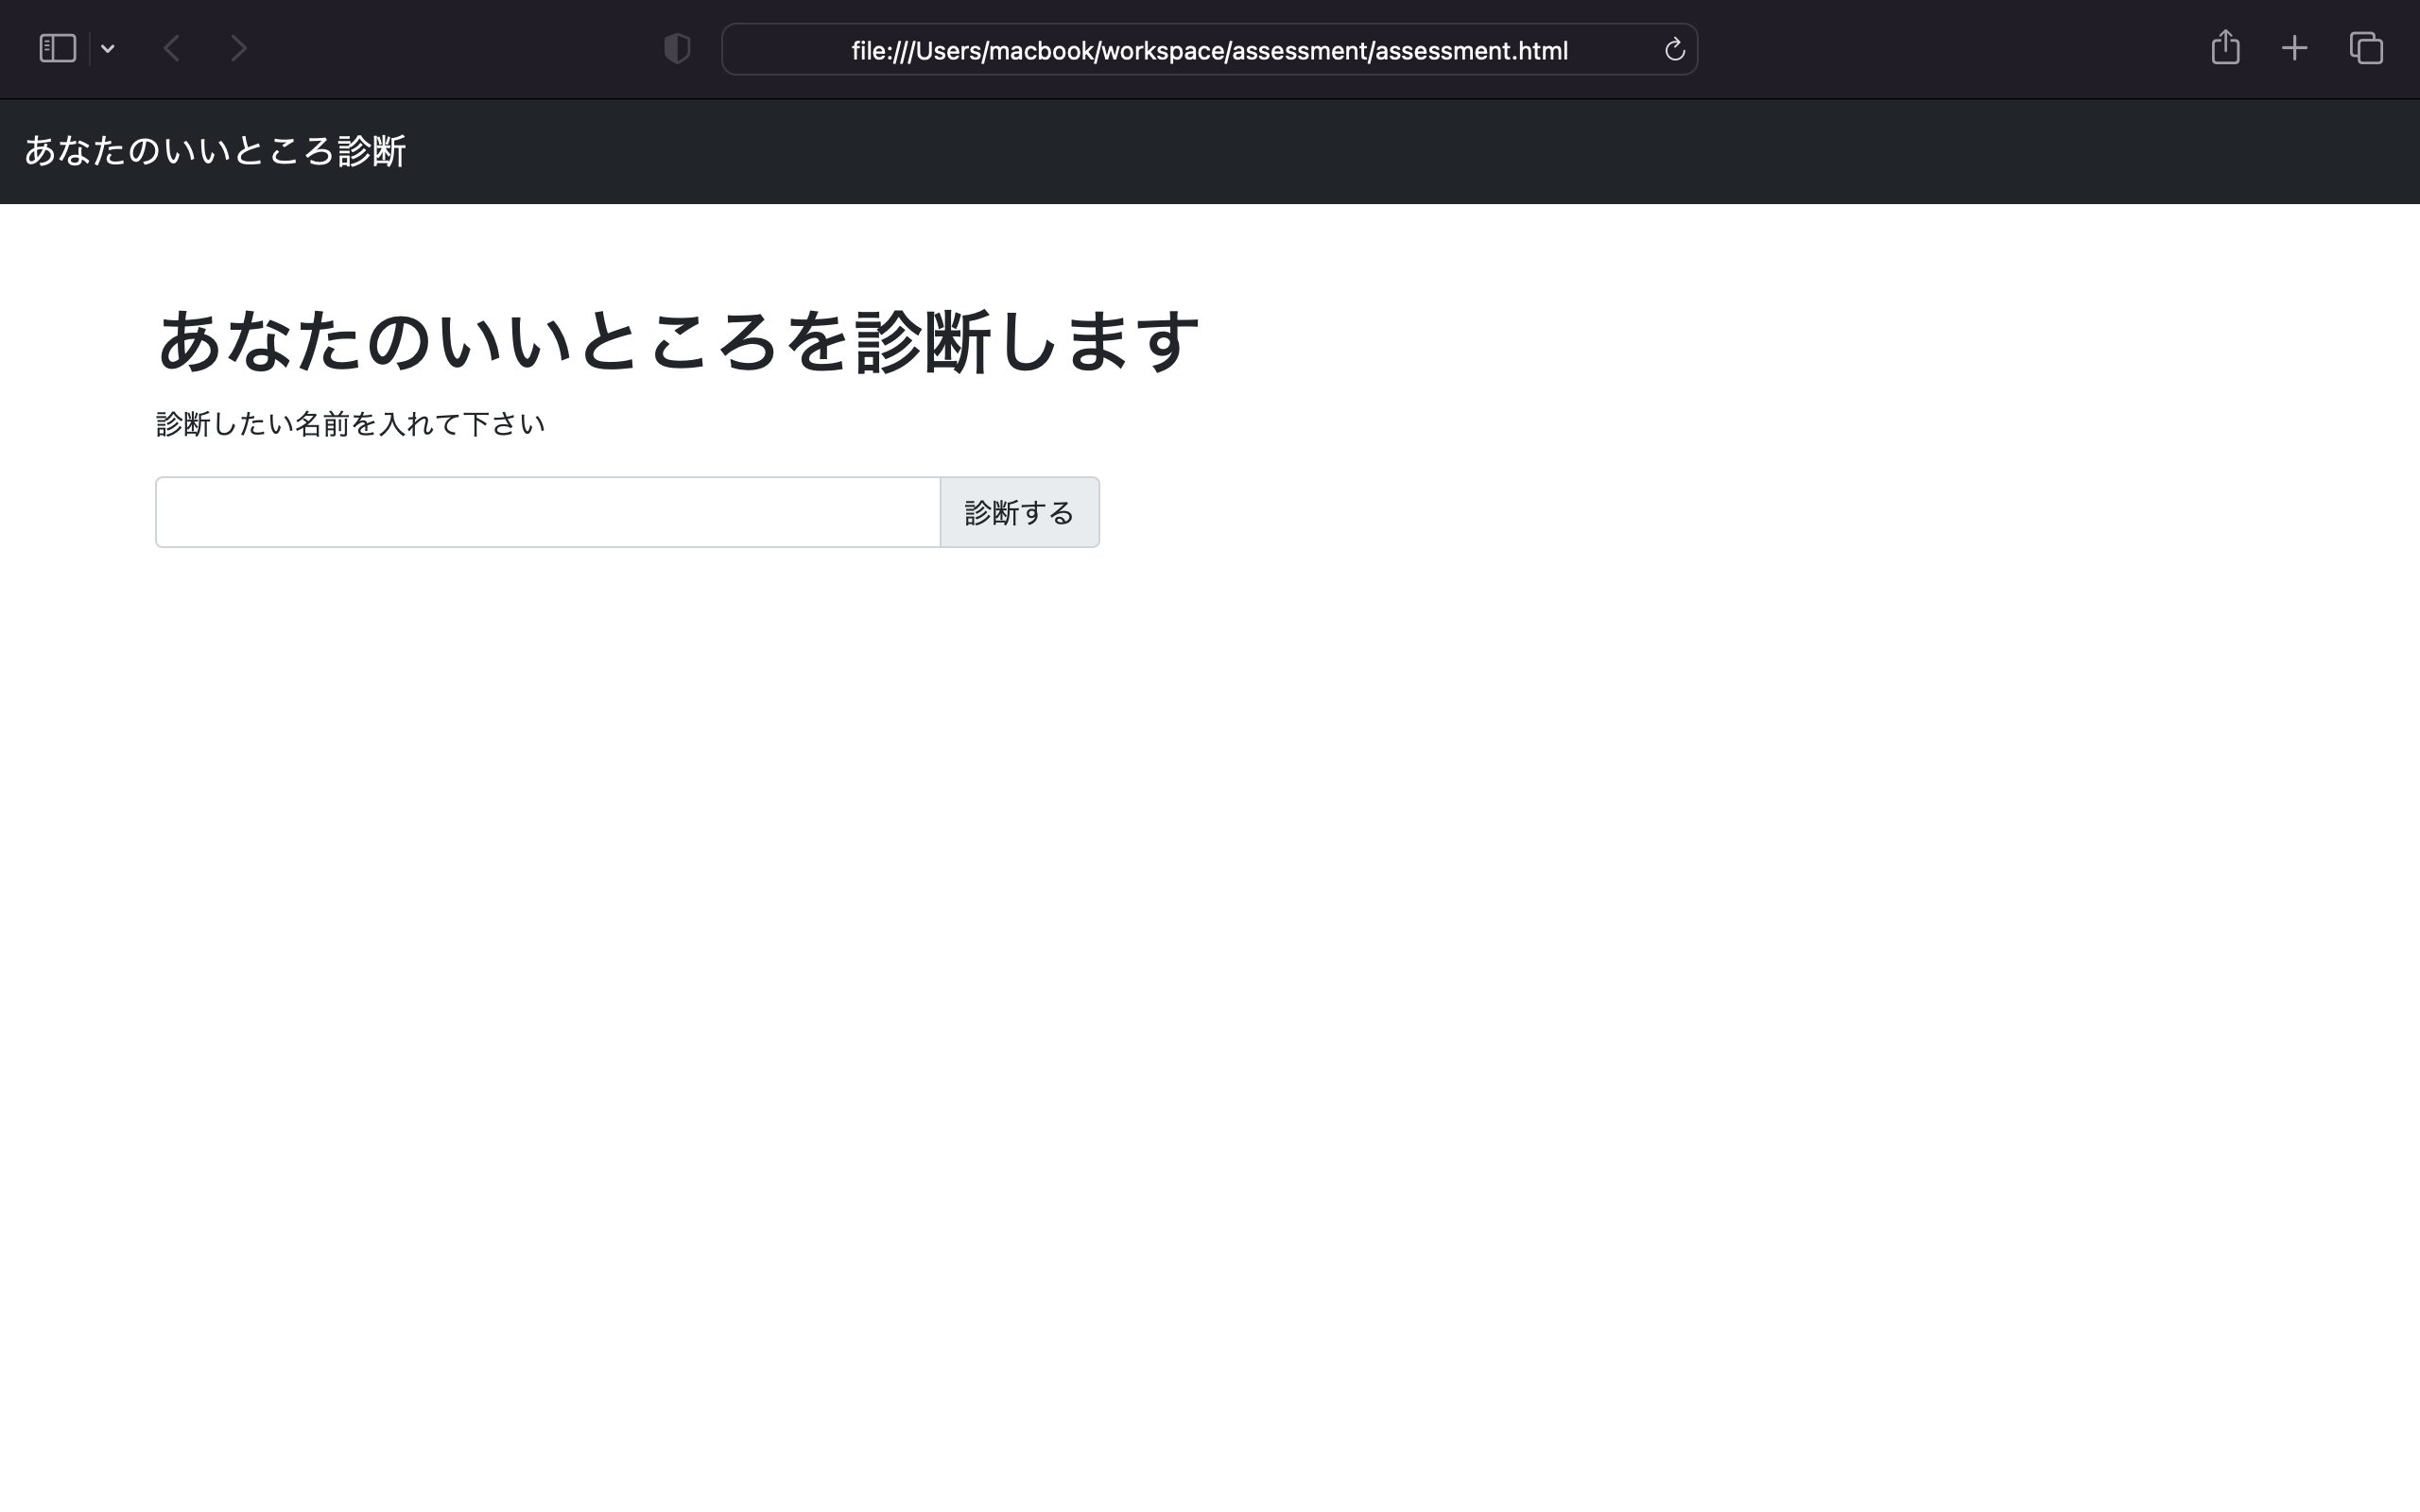 file:///Users/macbook/workspace/assessment/assessment.html
あなたのいいところ診断
あなたのいいところを診断します
診断したい名前を入れて下さい
診断する